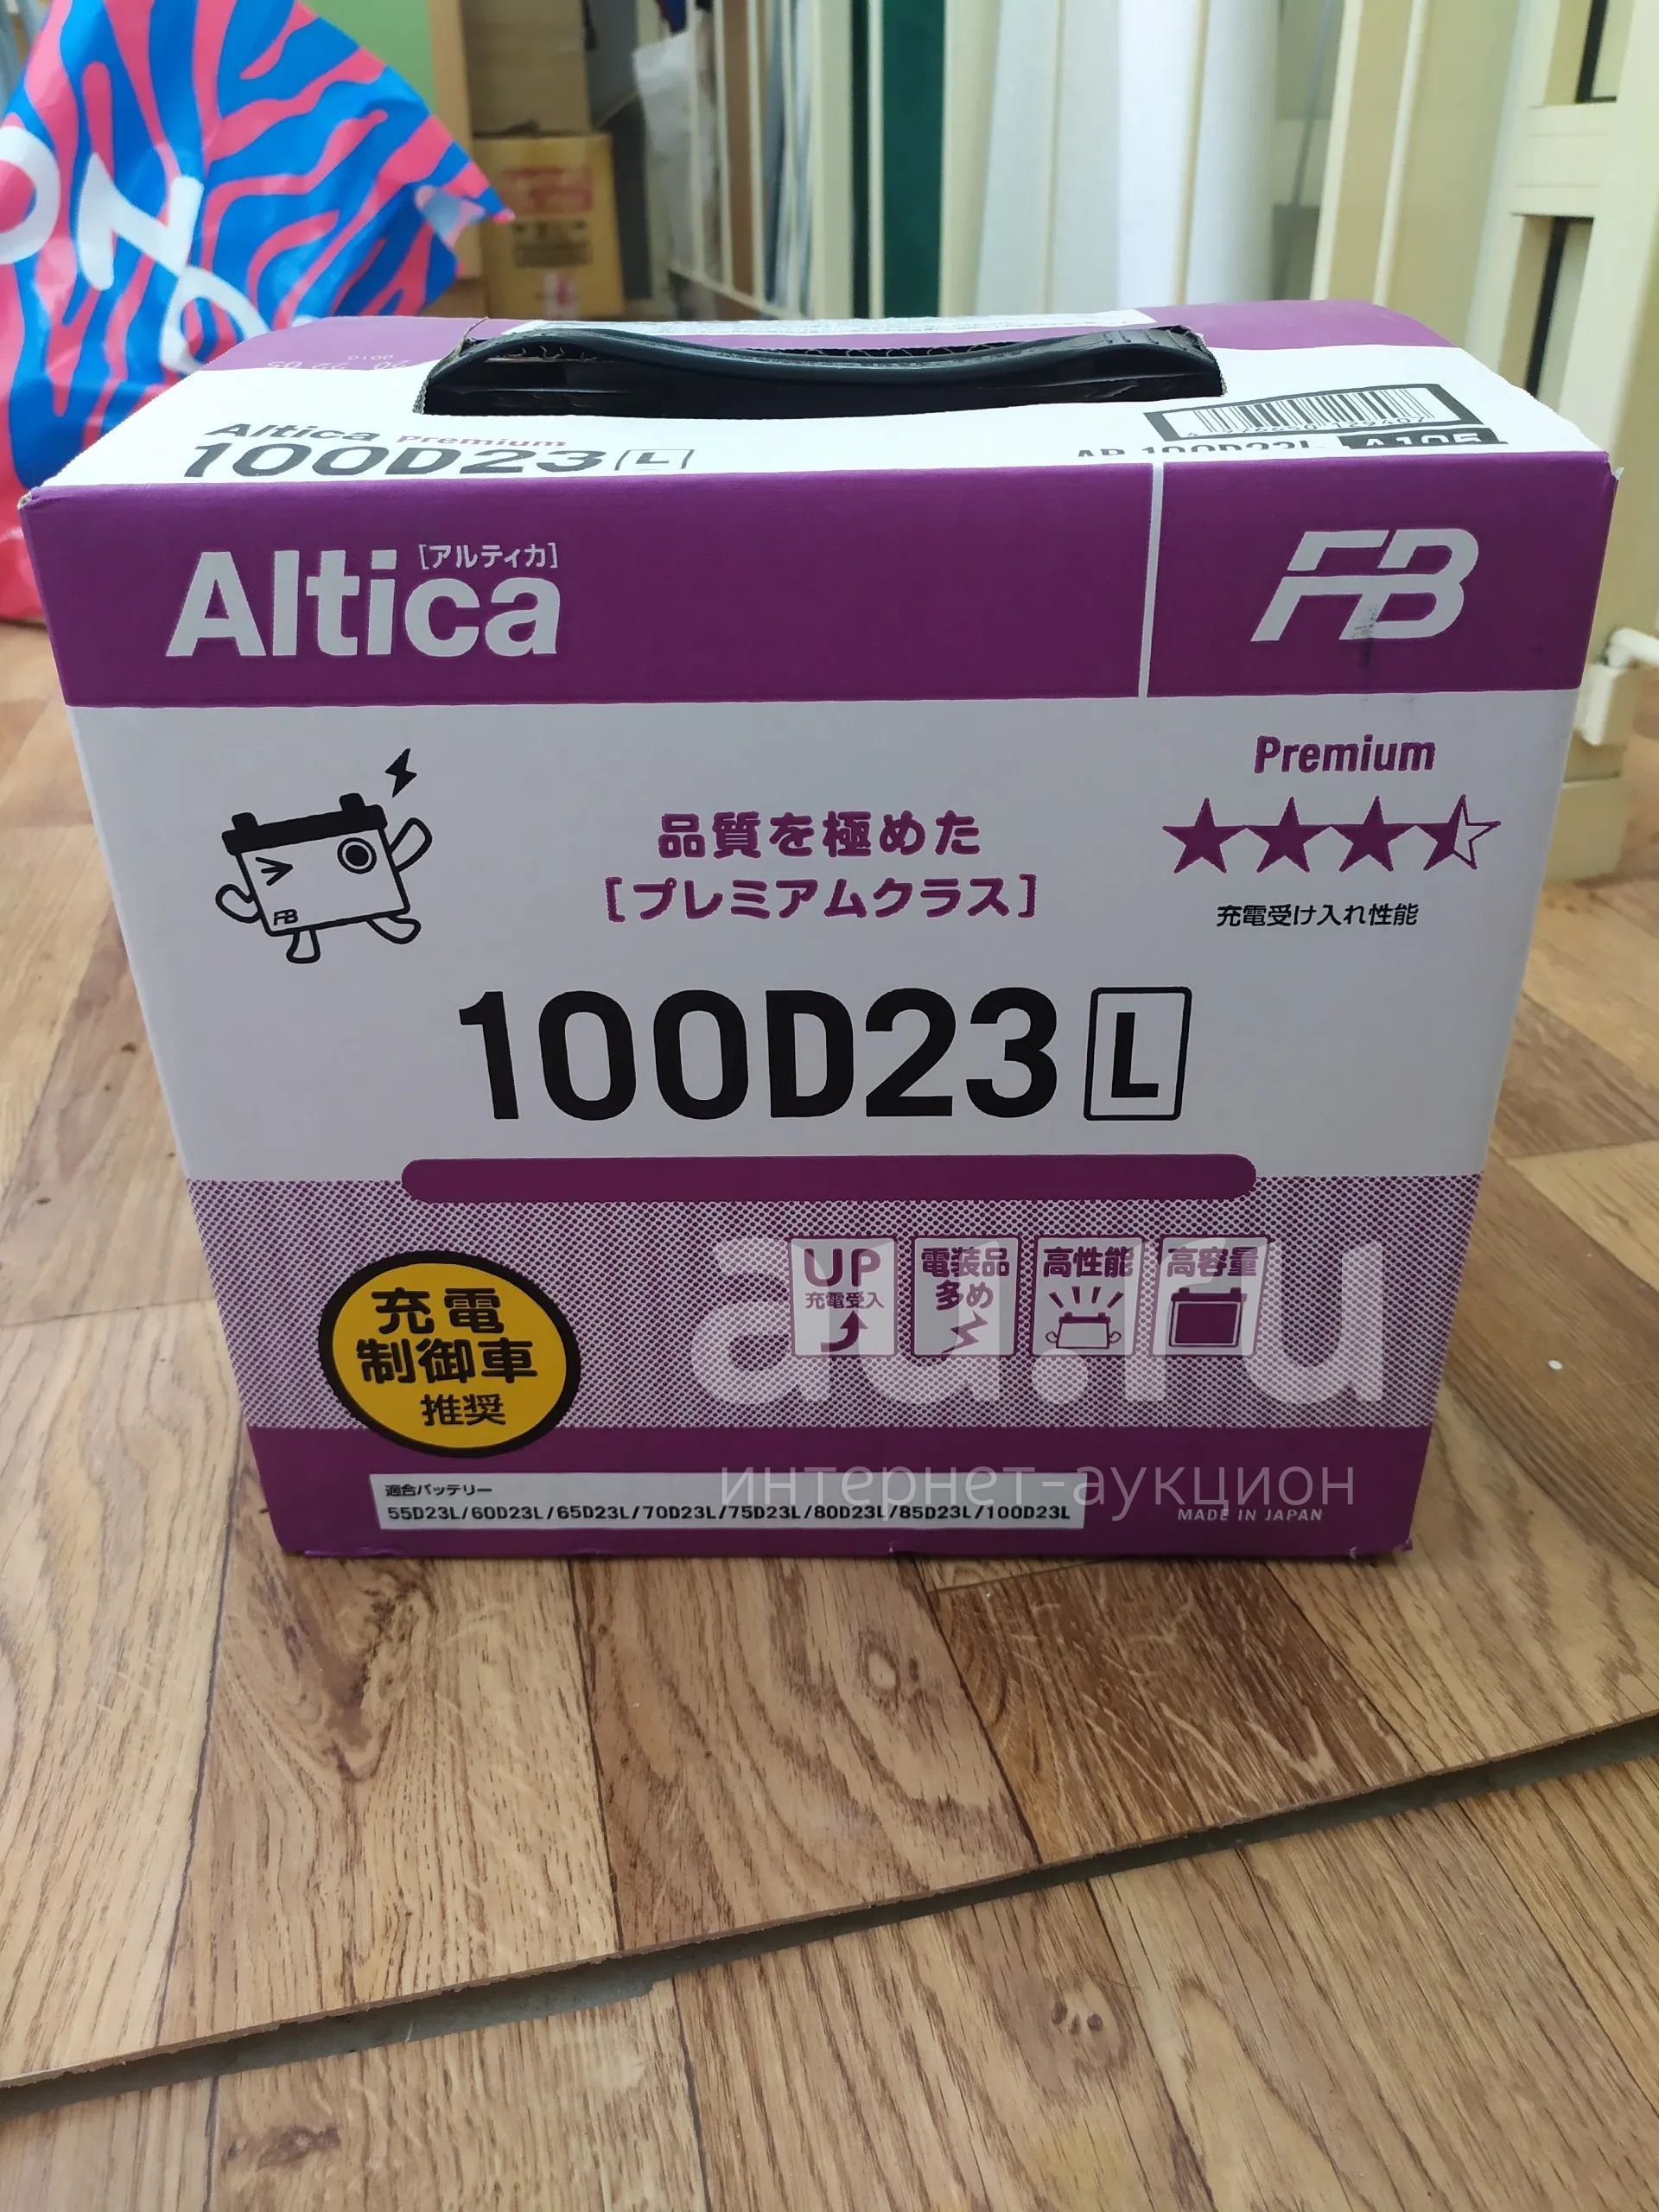 Altica premium
100D23 L
A105
[アルティカ]
Altica
FB
Premium
品質を極めた
[プレミアムクラス]
充電受け入れ性能
FB
100D23 L
UP
充電受入
電装品
多め
高性能
高容量
充電
制御車
推奨
au.ru
интернет-аукцион
適合バッテリー
55D23L/60D23L/65D23L/70D23L/75D23L/80D23L/85D23L/100D23L
MADE IN JAPAN